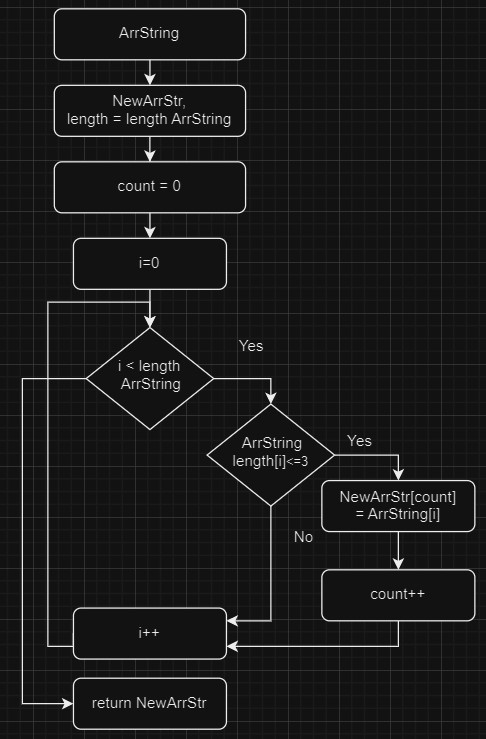 ArrString
NewArrStr,
length = length ArrString
count = 0
i=0
i < length
ArrString
Yes
ArrString
length[i]<=3
Yes
NewArrStr[count]
= ArrString[i]
No
count++
i++
return NewArrStr